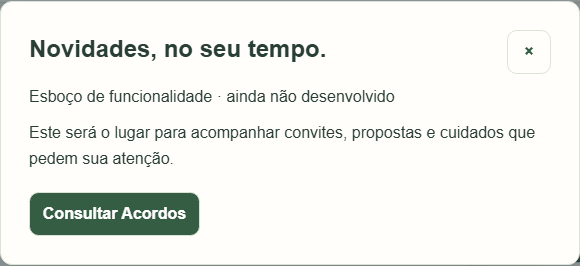 Novidades, no seu tempo.
×
Esboço de funcionalidade · ainda não desenvolvido
Este será o lugar para acompanhar convites, propostas e cuidados que
pedem sua atenção.
Consultar Acordos